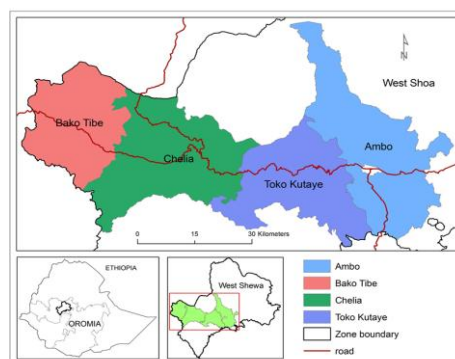 N
West Shoa
Bako Tibe
Ambo
Chelia
Toko Kutaye
0 15 30 Kilometers
ETHIOPIA
OROMIA
West Shewa
Ambo
Bako Tibe
Chelia
Toko Kutaye
Zone boundary
road